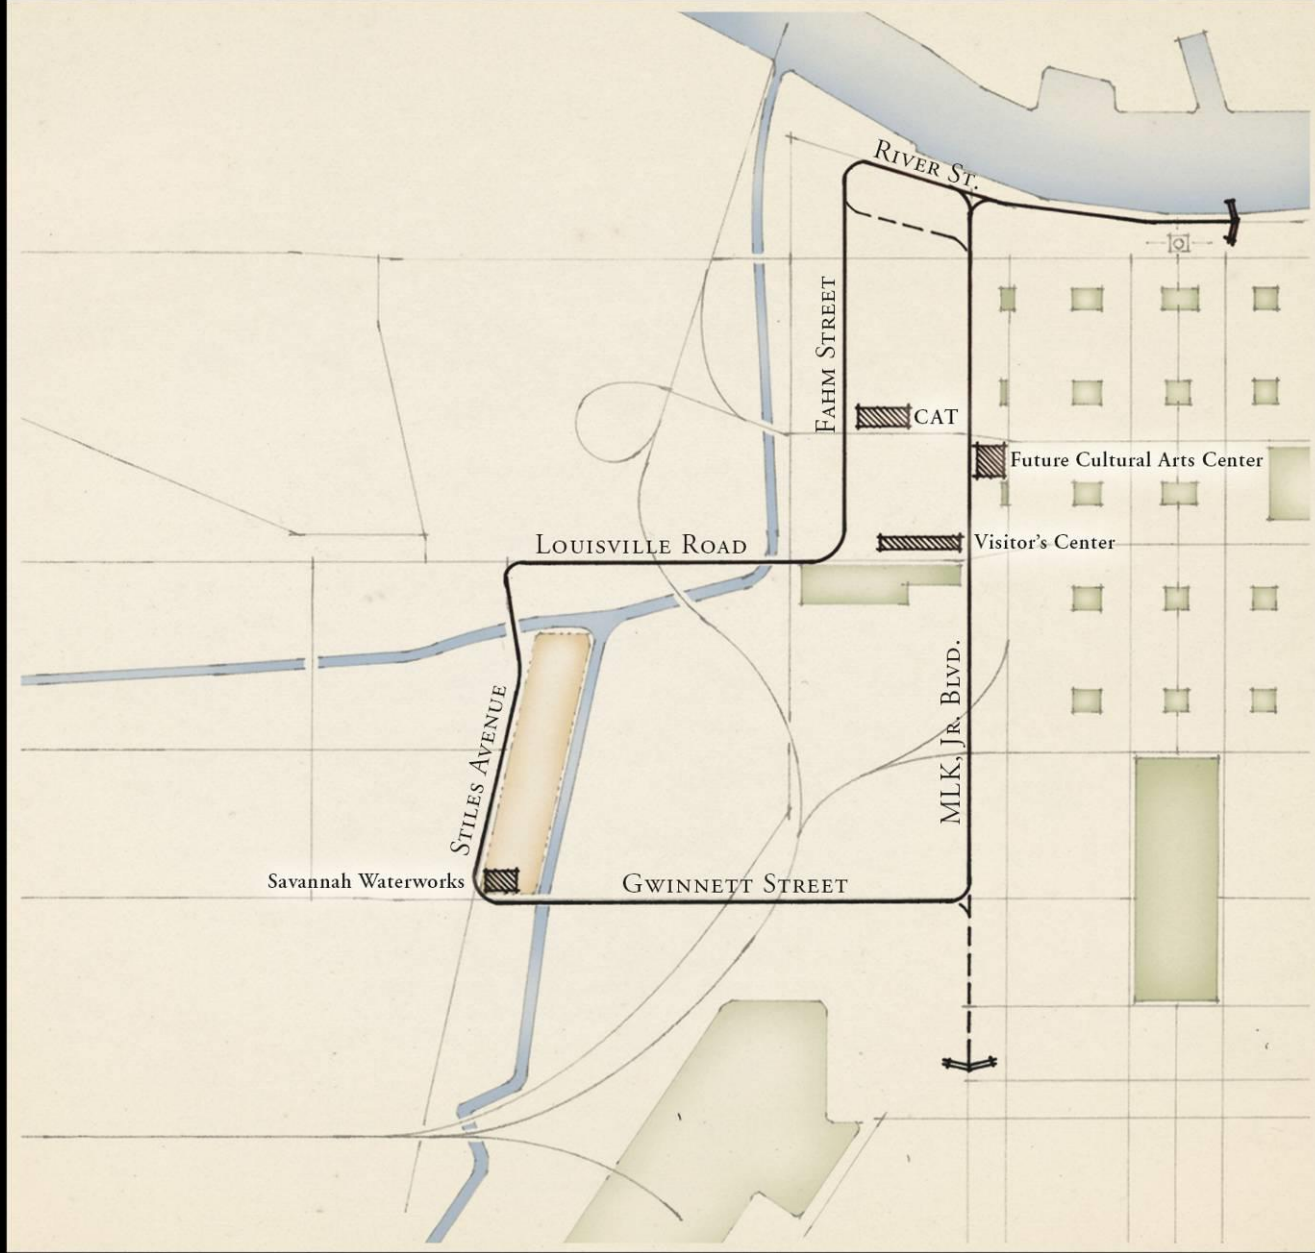 River St.
Fahm Street
CAT
Future Cultural Arts Center
Visitor's Center
Louisville Road
MLK, Jr. Blvd.
Stiles Avenue
Savannah Waterworks
Gwinnett Street